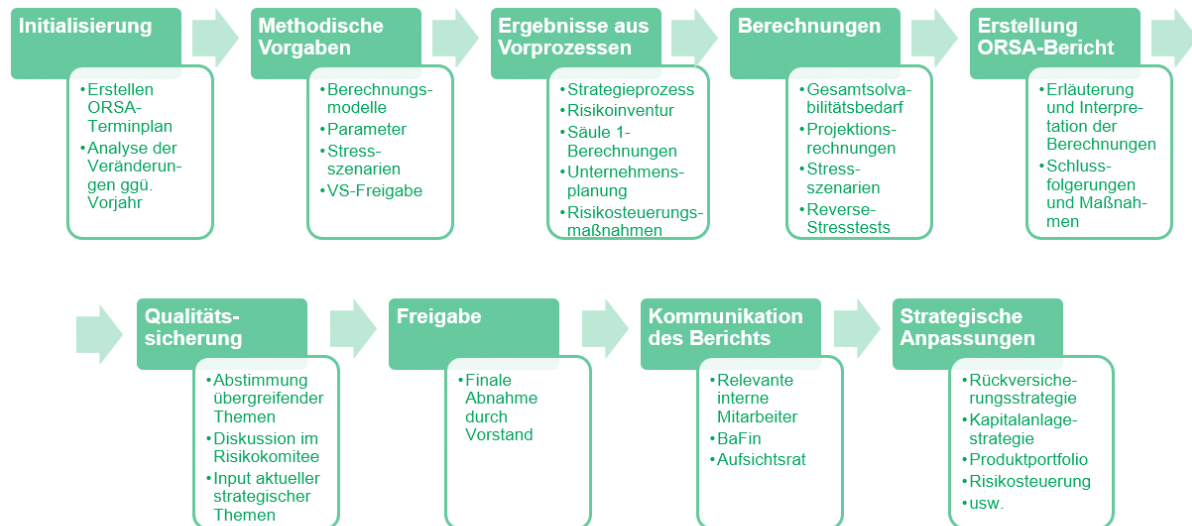 Initialisierung
• Erstellen
ORSA-
Terminplan
• Analyse der
Veränderun-
gen ggü.
Vorjahr
Methodische
Vorgaben
• Berechnungs-
modelle
• Parameter
• Stress-
szenarien
• VS-Freigabe
Ergebnisse aus
Vorprozessen
• Strategieprozess
• Risikoinventur
• Säule 1-
Berechnungen
• Unternehmens-
planung
• Risikosteuerungs-
maßnahmen
Berechnungen
• Gesamtsolva-
bilitätsbedarf
• Projektions-
rechnungen
• Stress-
szenarien
• Reverse-
Stresstests
Erstellung
ORSA-Bericht
• Erläuterung
und Interpre-
tation der
Berechnungen
• Schluss-
folgerungen
und Maßnah-
men
Qualitäts-
sicherung
• Abstimmung
übergreifender
Themen
• Diskussion im
Risikokomitee
• Input aktueller
strategischer
Themen
Freigabe
• Finale
Abnahme
durch
Vorstand
Kommunikation
des Berichts
• Relevante
interne
Mitarbeiter
• BaFin
• Aufsichtsrat
Strategische
Anpassungen
• Rückversiche-
rungsstrategie
• Kapitalanlage-
strategie
• Produktportfolio
• Risikosteuerung
• usw.